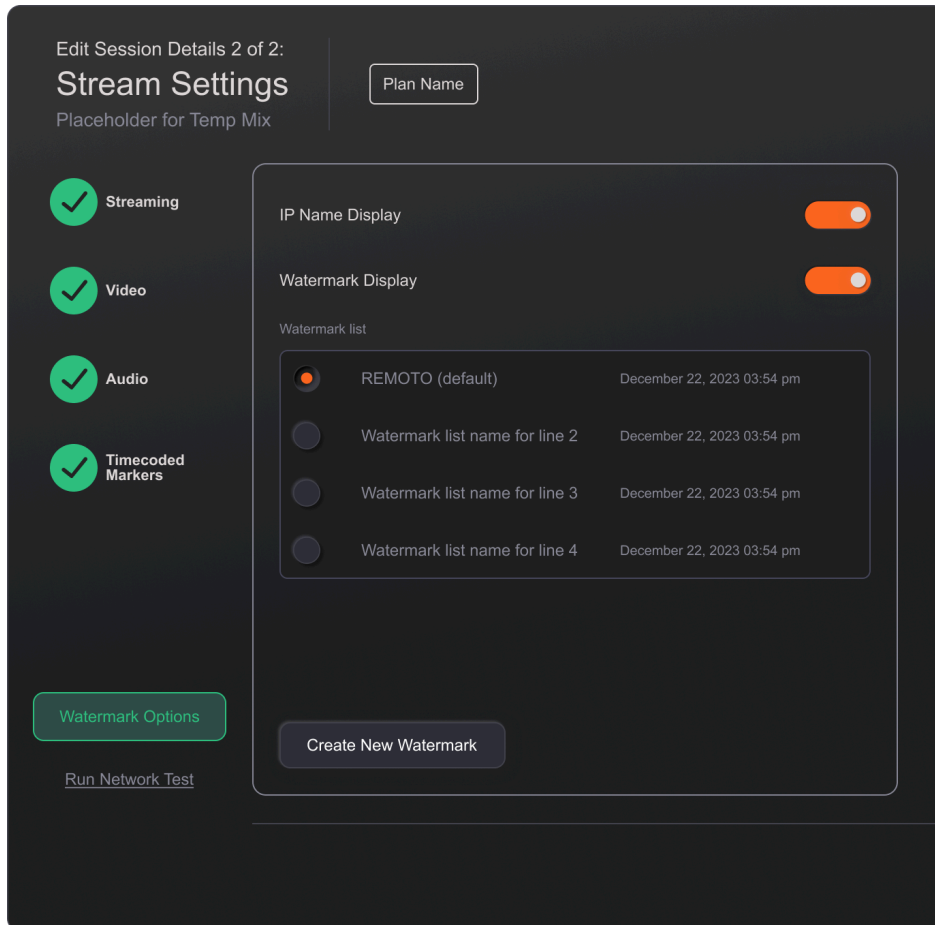 Edit Session Details 2 of 2:
Stream Settings
Placeholder for Temp Mix
Plan Name
Streaming
Video
Audio
Timecoded
Markers
IP Name Display
Watermark Display
Watermark list
REMOTO (default) December 22, 2023 03:54 pm
Watermark list name for line 2 December 22, 2023 03:54 pm
Watermark list name for line 3 December 22, 2023 03:54 pm
Watermark list name for line 4 December 22, 2023 03:54 pm
Watermark Options
Run Network Test
Create New Watermark